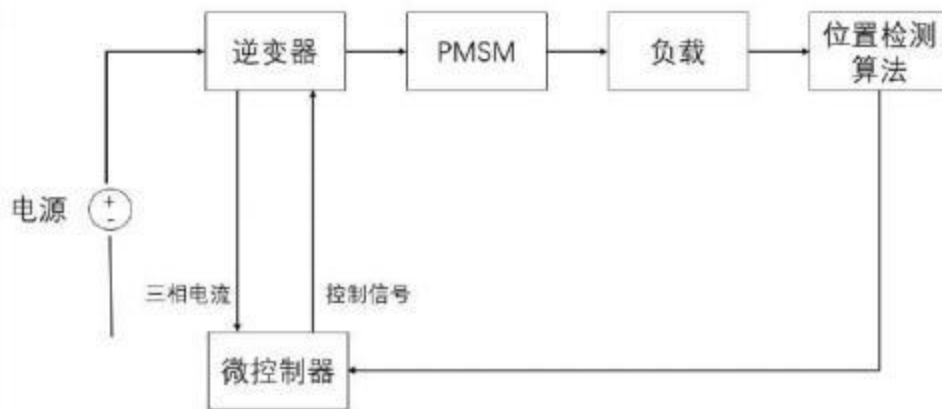 逆变器
PMSM
负载
位置检测
算法
电源
+
-
三相电流
控制信号
微控制器